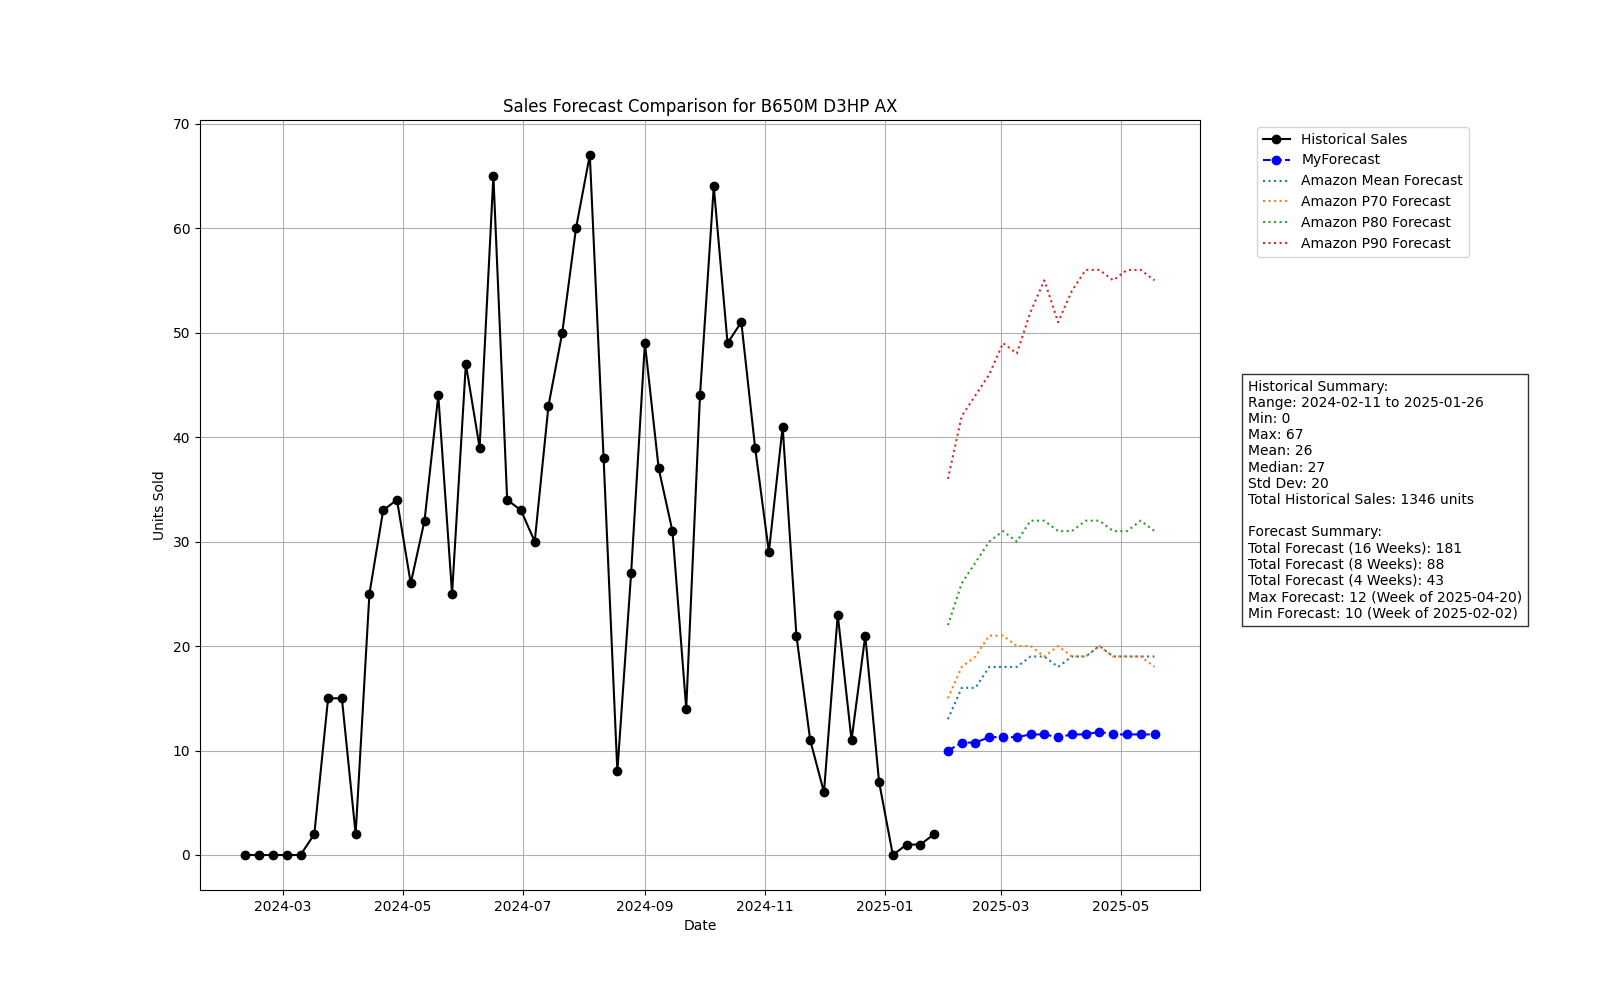 Sales Forecast Comparison for B650M D3HP AX
70
60
50
40
30
20
10
0
Units Sold
2024-03
2024-05
2024-07
2024-09
2024-11
2025-01
2025-03
2025-05
Date
Historical Sales
MyForecast
Amazon Mean Forecast
Amazon P70 Forecast
Amazon P80 Forecast
Amazon P90 Forecast
Historical Summary:
Range: 2024-02-11 to 2025-01-26
Min: 0
Max: 67
Mean: 26
Median: 27
Std Dev: 20
Total Historical Sales: 1346 units
Forecast Summary:
Total Forecast (16 Weeks): 181
Total Forecast (8 Weeks): 88
Total Forecast (4 Weeks): 43
Max Forecast: 12 (Week of 2025-04-20)
Min Forecast: 10 (Week of 2025-02-02)